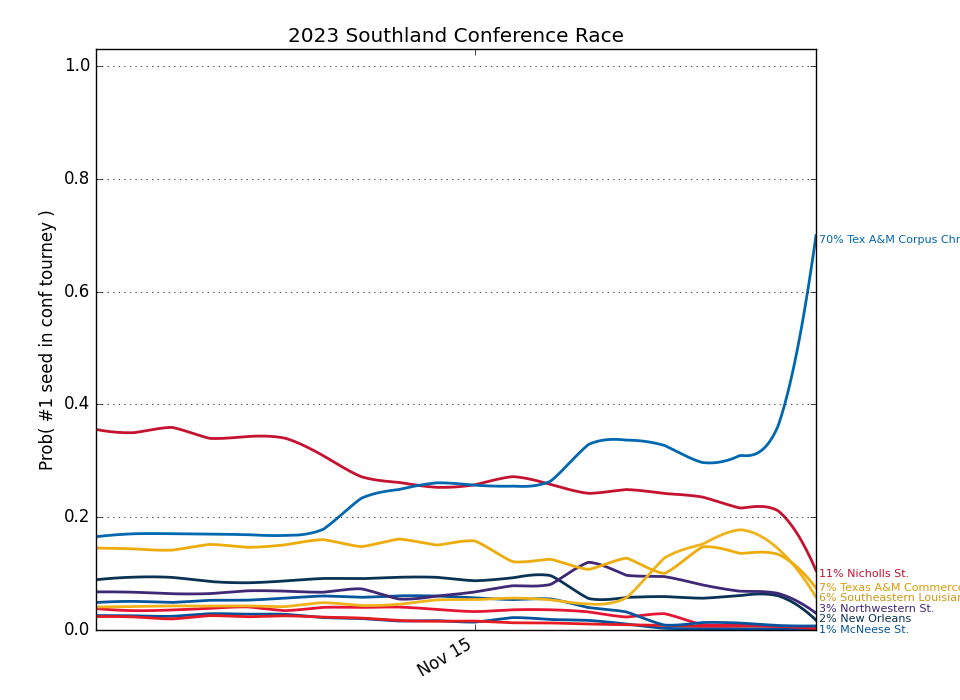 2023 Southland Conference Race
Prob( #1 seed in conf tourney )
1.0
0.8
0.6
0.4
0.2
0.0
Nov 15
70% Tex A&M Corpus Chr
11% Nicholls St.
7% Texas A&M Commerce
6% Southeastern Louisian
3% Northwestern St.
2% New Orleans
1% McNeese St.